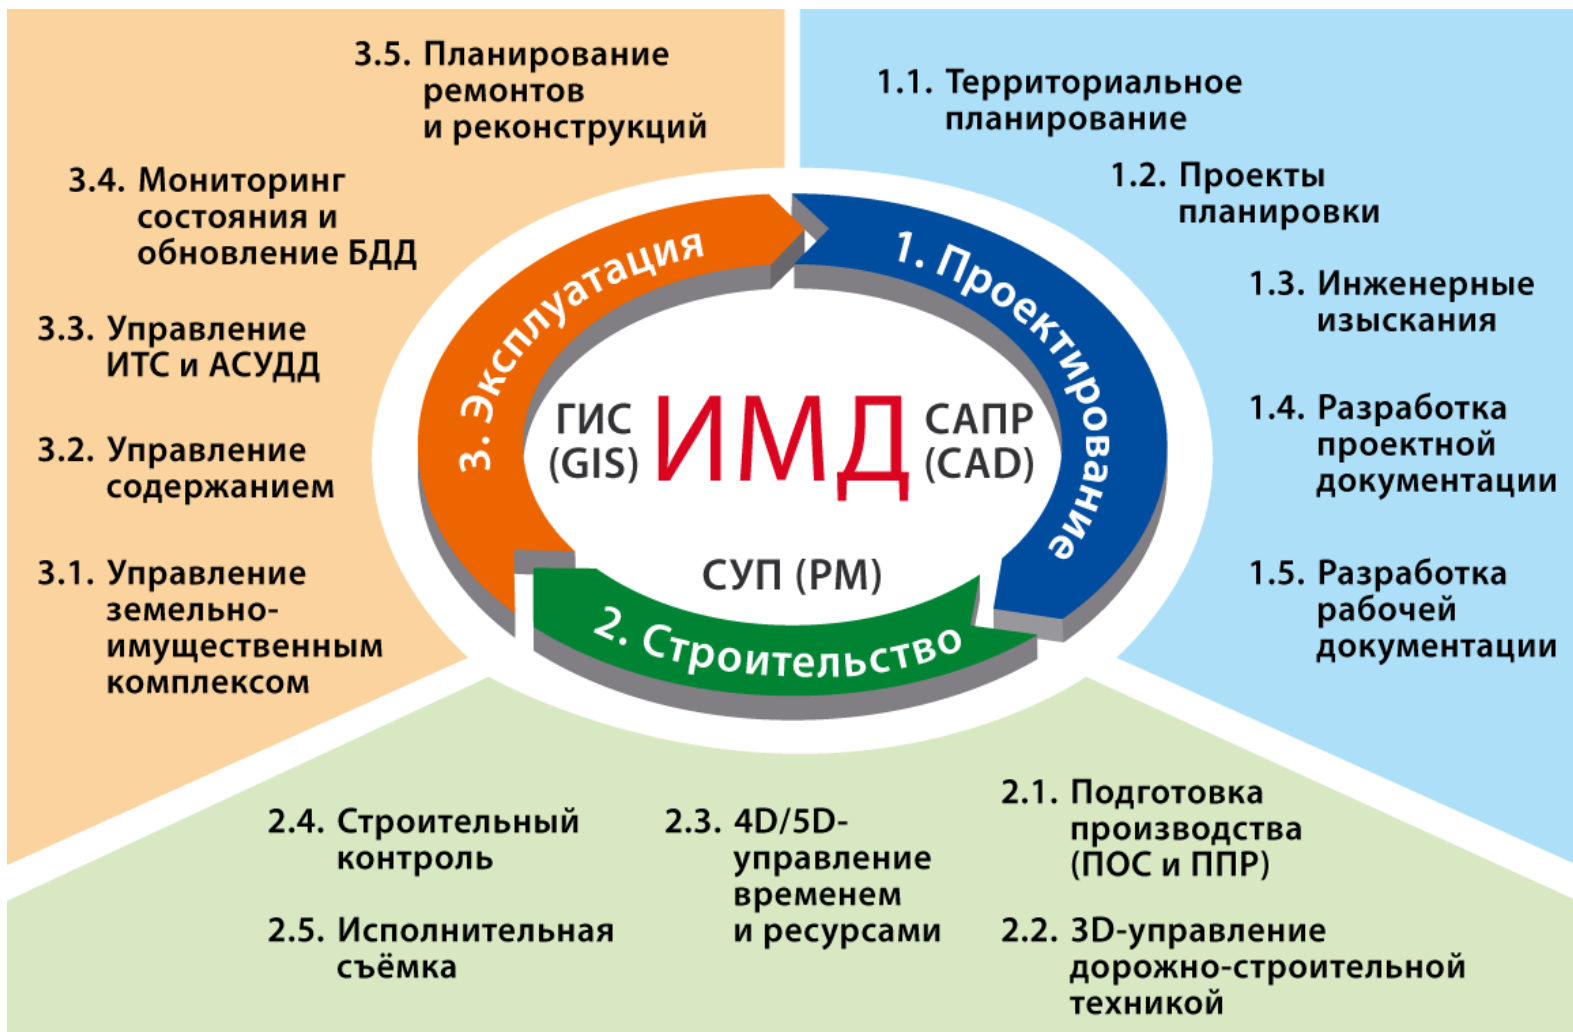 3.5. Планирование
ремонтов
и реконструкций
1.1. Территориальное
планирование
3.4. Мониторинг
состояния и
обновление БДД
1.2. Проекты
планировки
3.3. Управление
ИТС и АСУДД
1.3. Инженерные
изыскания
3.2. Управление
содержанием
1.4. Разработка
проектной
документации
3.1. Управление
земельно-
имущественным
комплексом
1.5. Разработка
рабочей
документации
3. Эксплуатация
1. Проектирование
ГИС
(GIS)
ИМД
САПР
(CAD)
СУП (PM)
2. Строительство
2.4. Строительный
контроль
2.5. Исполнительная
съёмка
2.3. 4D/5D-
управление
временем
и ресурсами
2.1. Подготовка
производства
(ПОС и ППР)
2.2. 3D-управление
дорожно-строительной
техникой